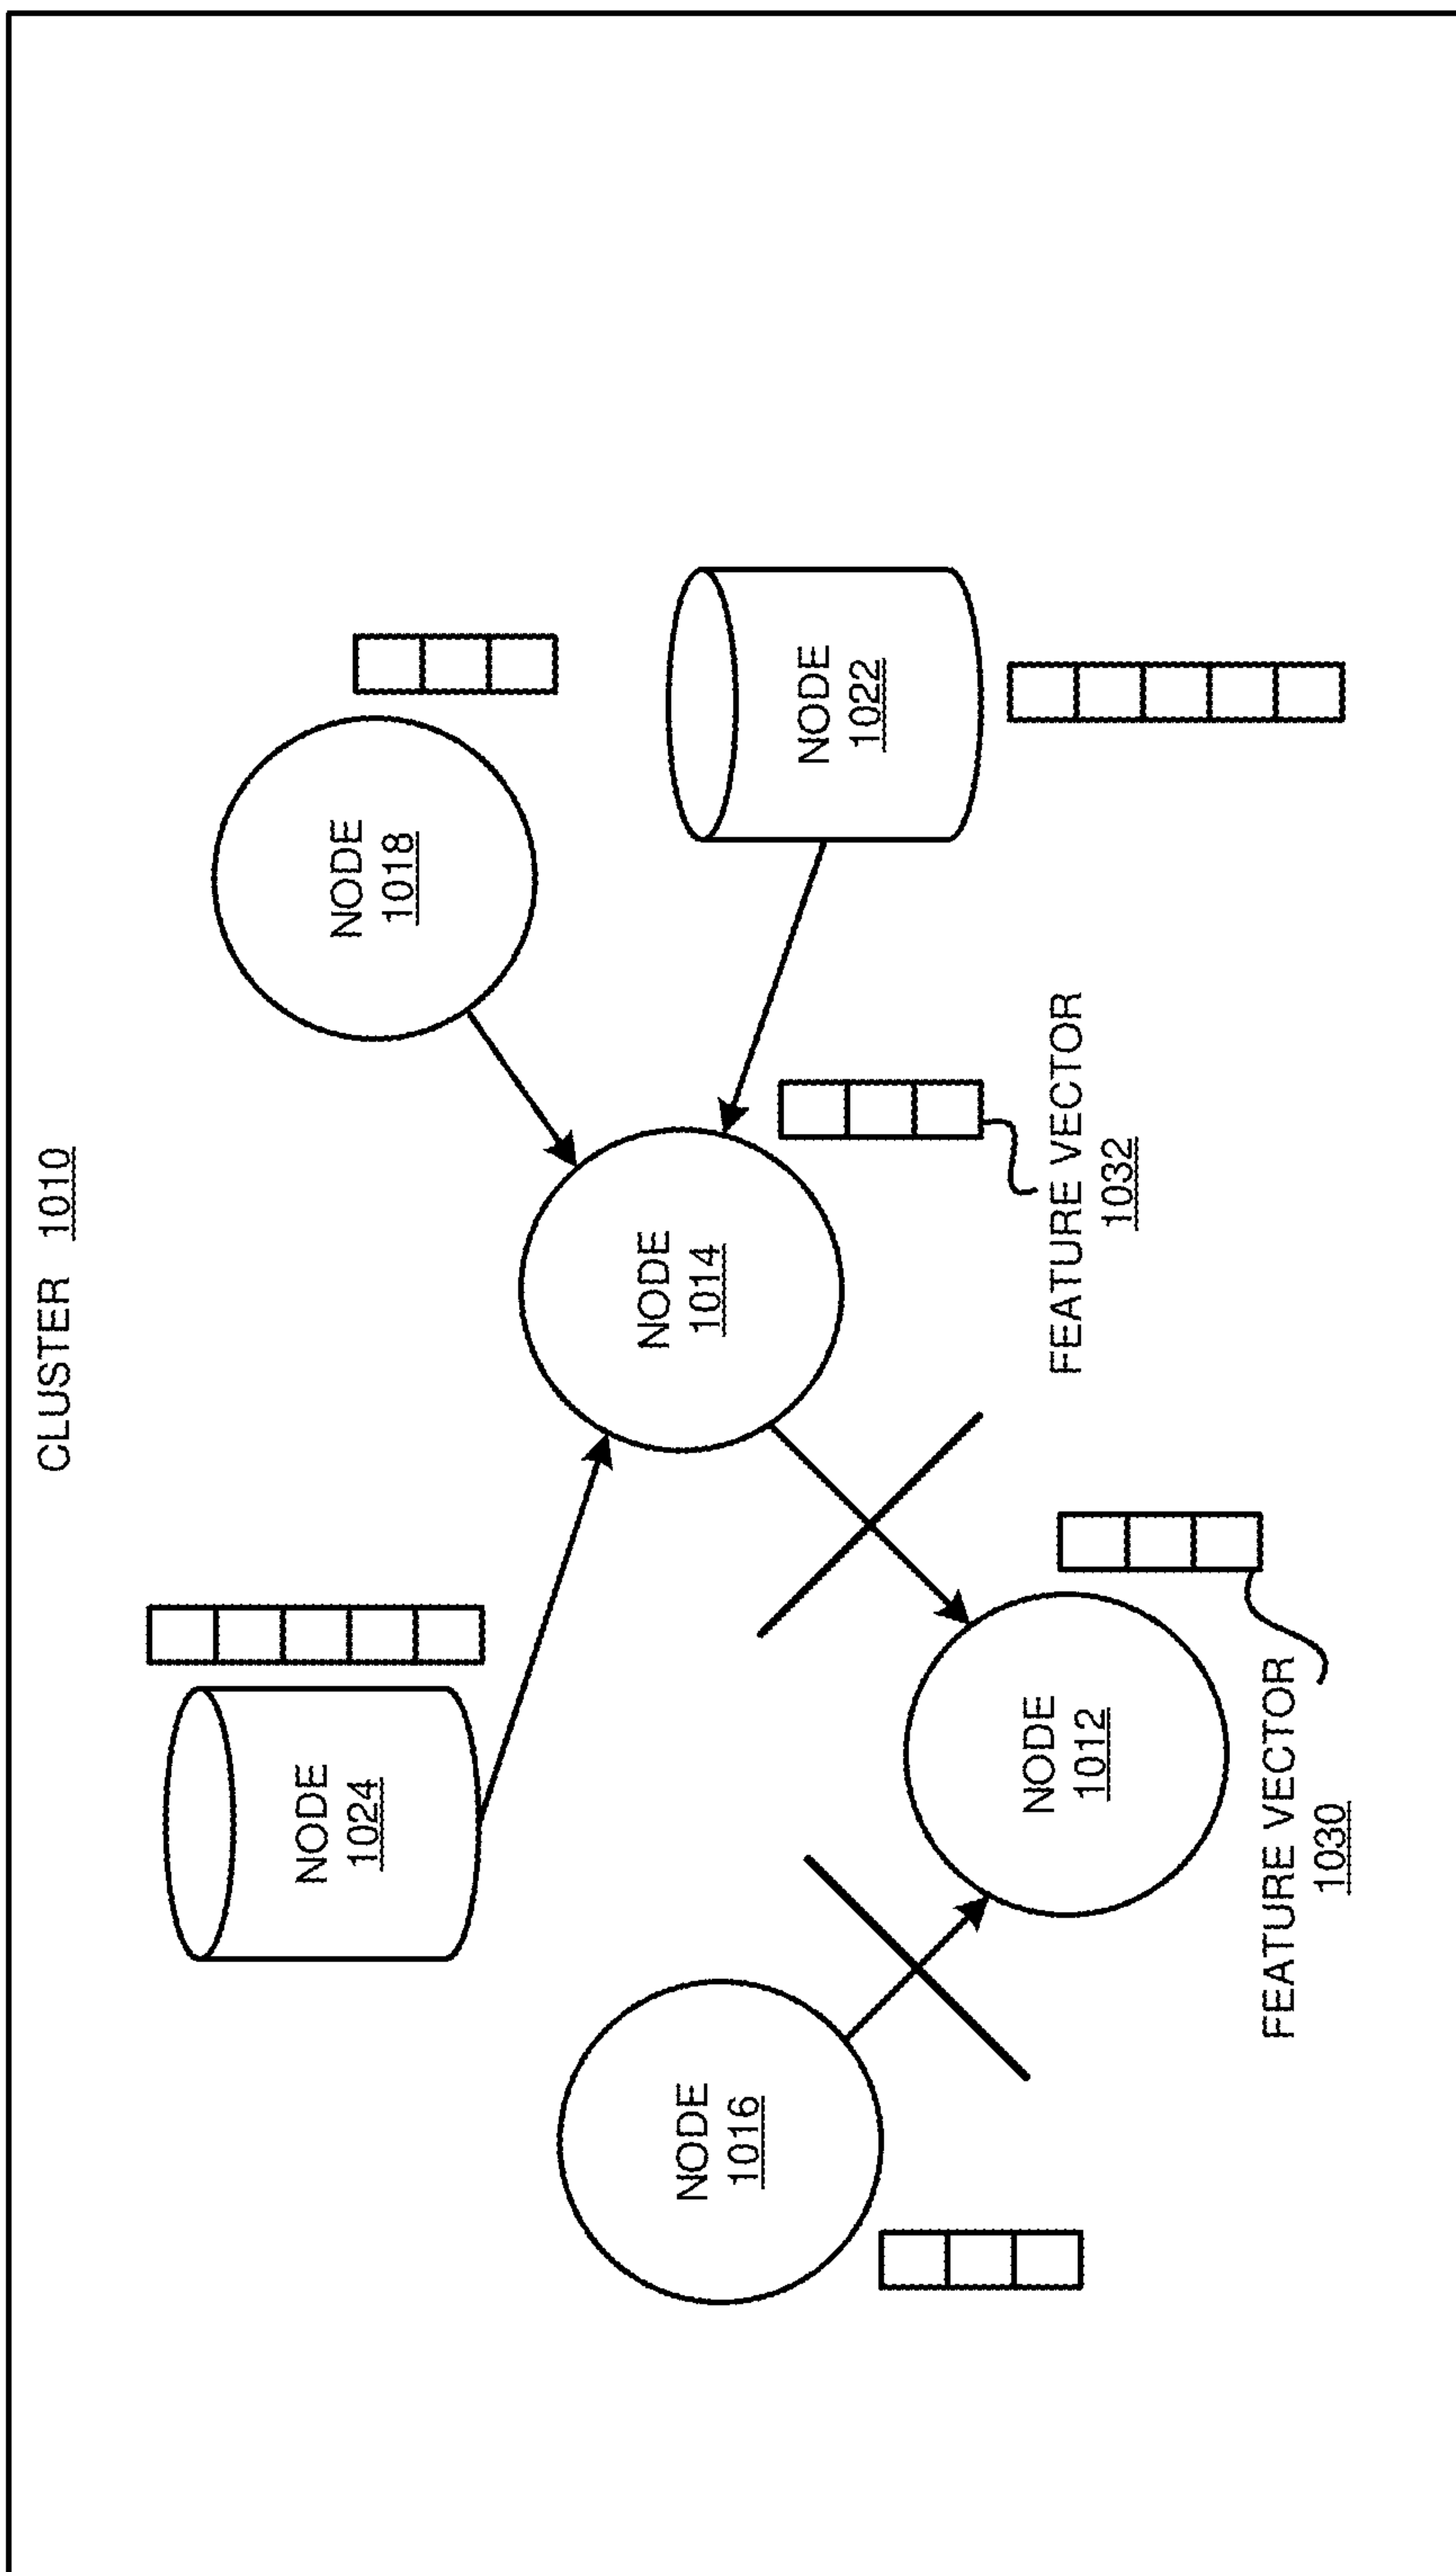 CLUSTER 1010
NODE
1024
NODE
1018
NODE
1016
NODE
1014
NODE
1022
NODE
1012
FEATURE VECTOR
1032
FEATURE VECTOR
1030